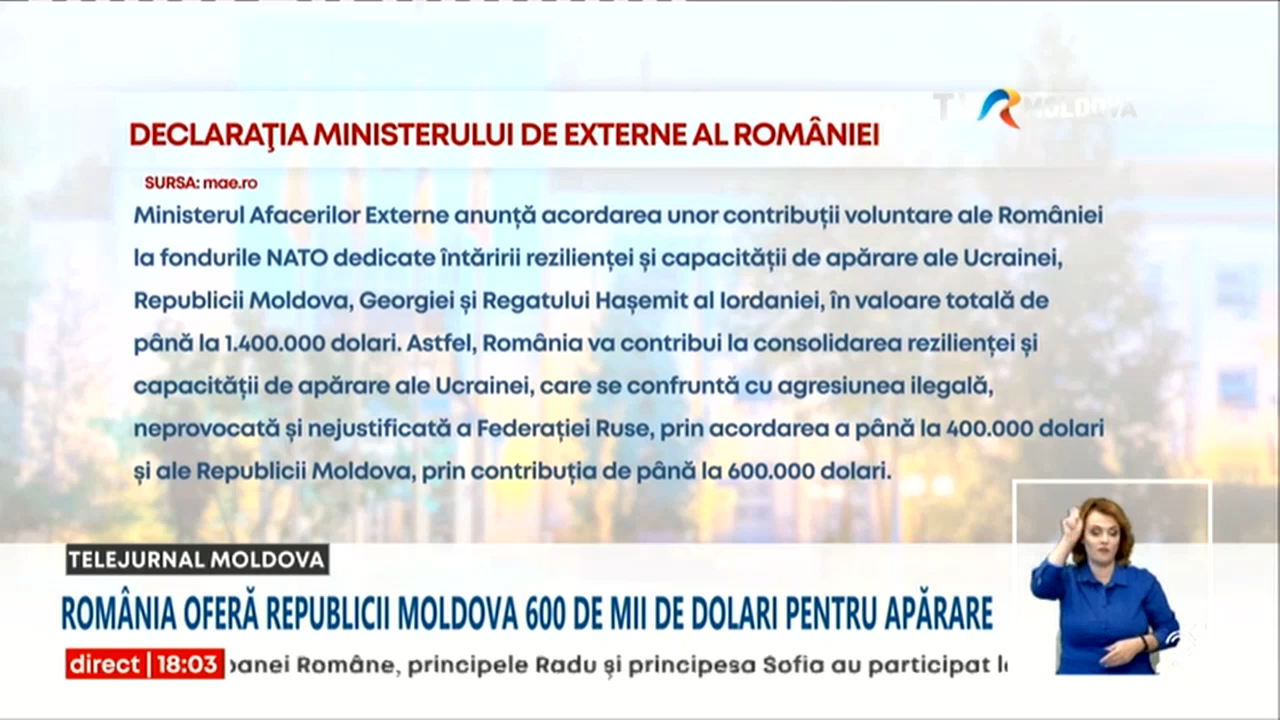 TV MOLDOVA
DECLARAŢIA MINISTERULUI DE EXTERNE AL ROMÂNIEI
SURSA: mae.ro
Ministerul Afacerilor Externe anunță acordarea unor contribuții voluntare ale României
la fondurile NATO dedicate întăririi rezilienței și capacității de apărare ale Ucrainei,
Republicii Moldova, Georgiei și Regatului Hașemit al Iordaniei, în valoare totală de
până la 1.400.000 dolari. Astfel, România va contribui la consolidarea rezilienței și
capacității de apărare ale Ucrainei, care se confruntă cu agresiunea ilegală,
neprovocată și nejustificată a Federației Ruse, prin acordarea a până la 400.000 dolari
și ale Republicii Moldova, prin contribuția de până la 600.000 dolari.
TELEJURNAL MOLDOVA
ROMÂNIA OFERĂ REPUBLICII MOLDOVA 600 DE MII DE DOLARI PENTRU APĂRARE
direct | 18:03
Române, principele Radu şi principesa Sofia au participat